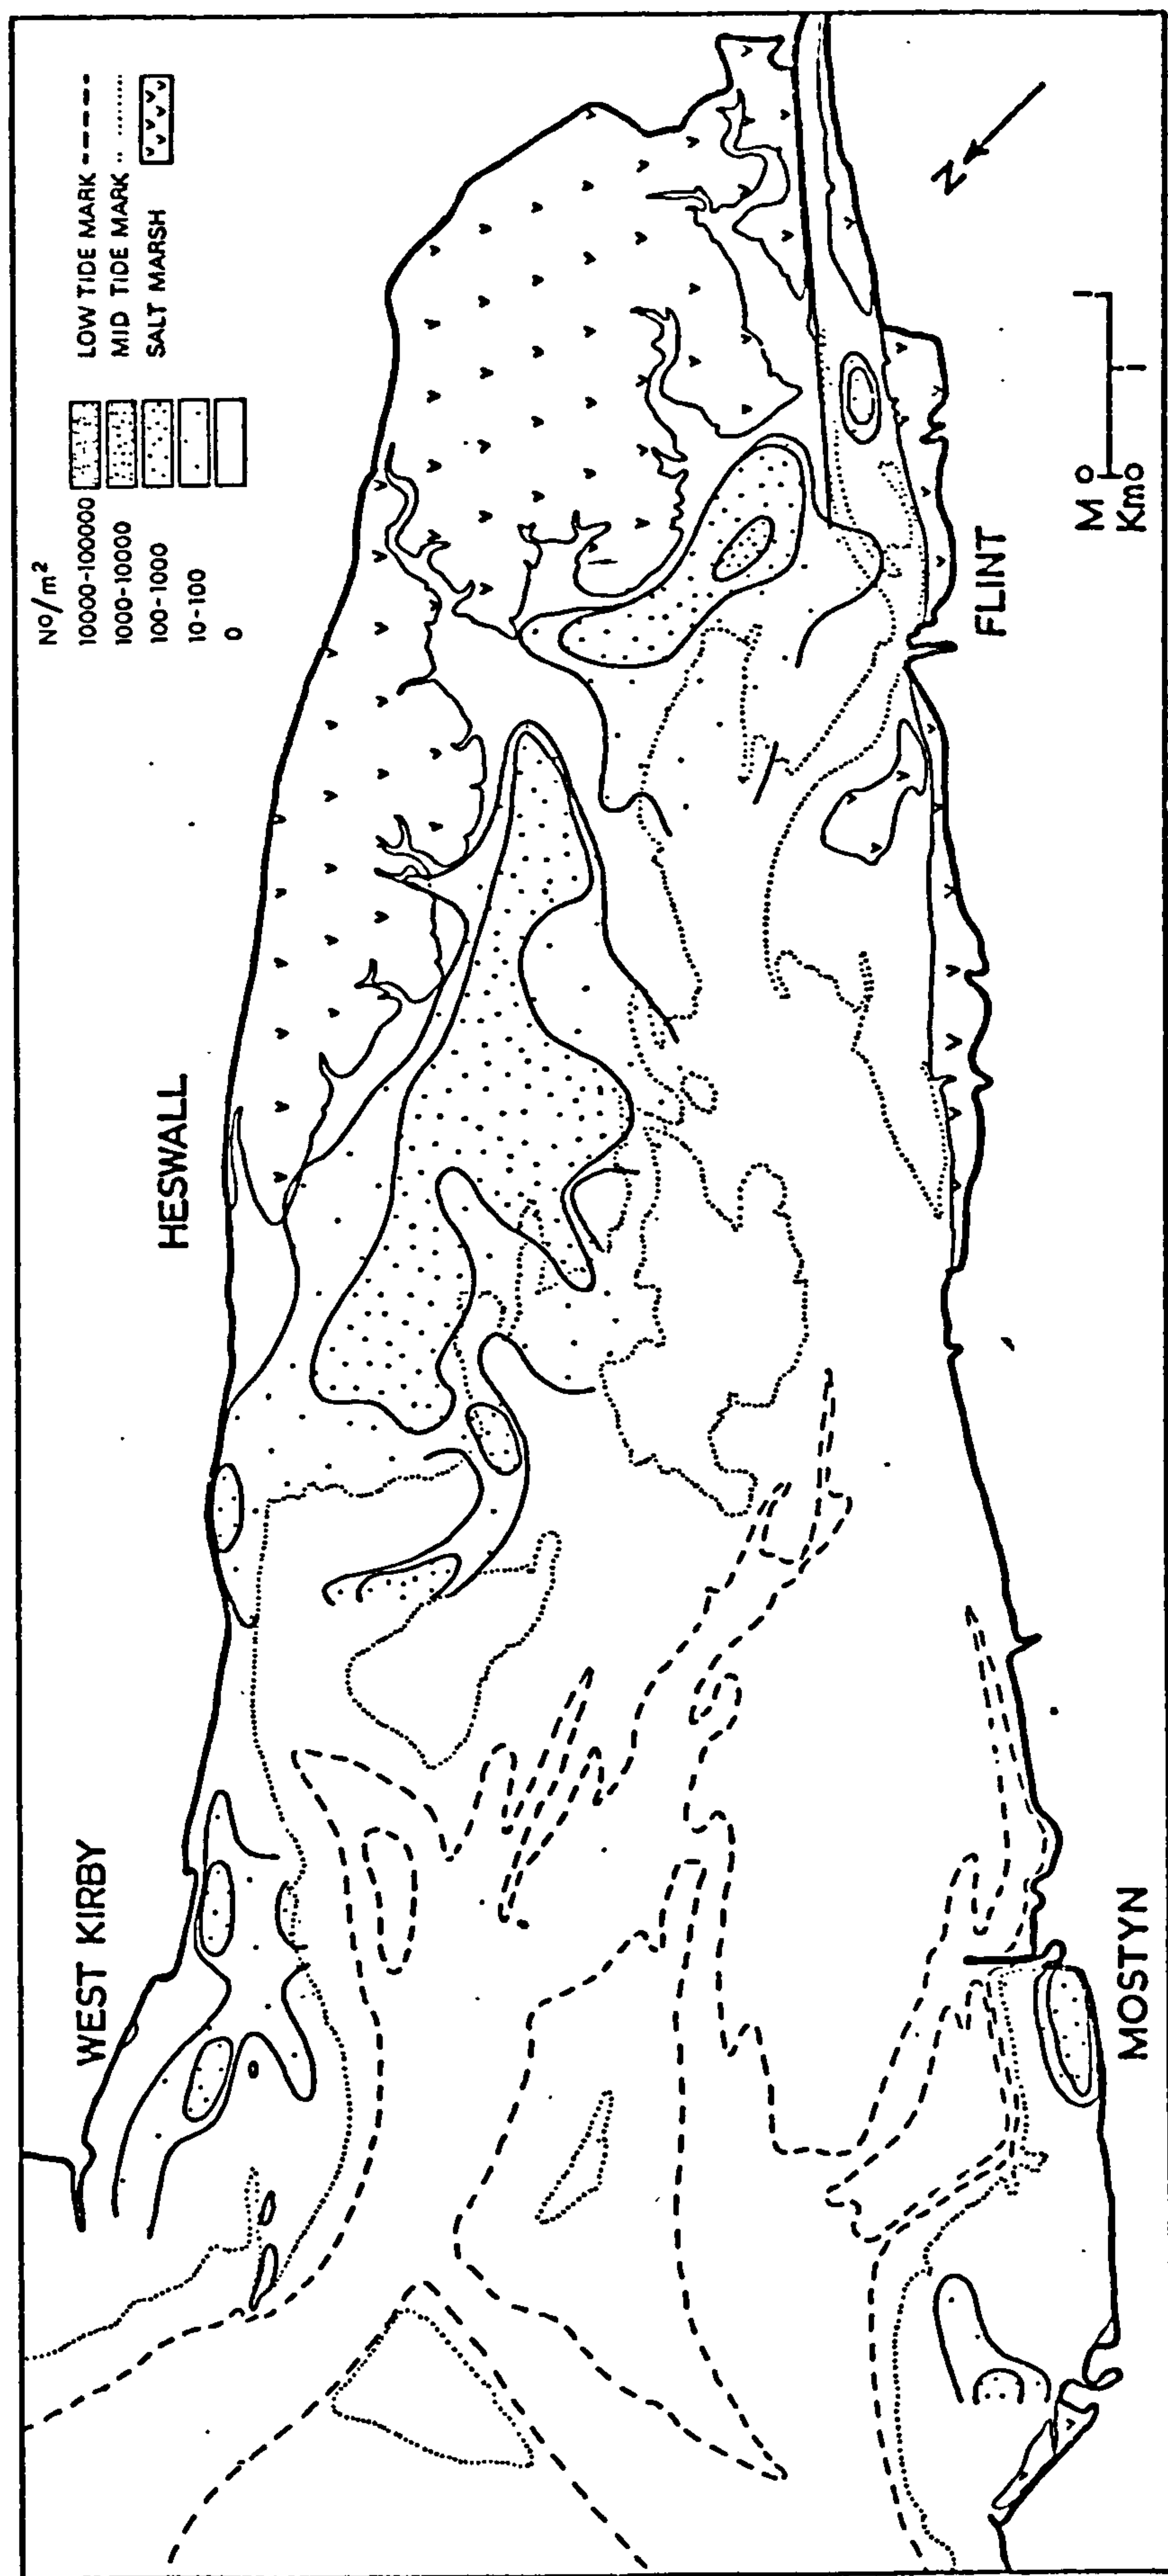 Nº/m²
10000-100000
1000-10000
100-1000
10-100
0
LOW TIDE MARK
MID TIDE MARK
SALT MARSH
HESWALL
WEST KIRBY
FLINT
MOSTYN
N
M 0 1
Km 0 1